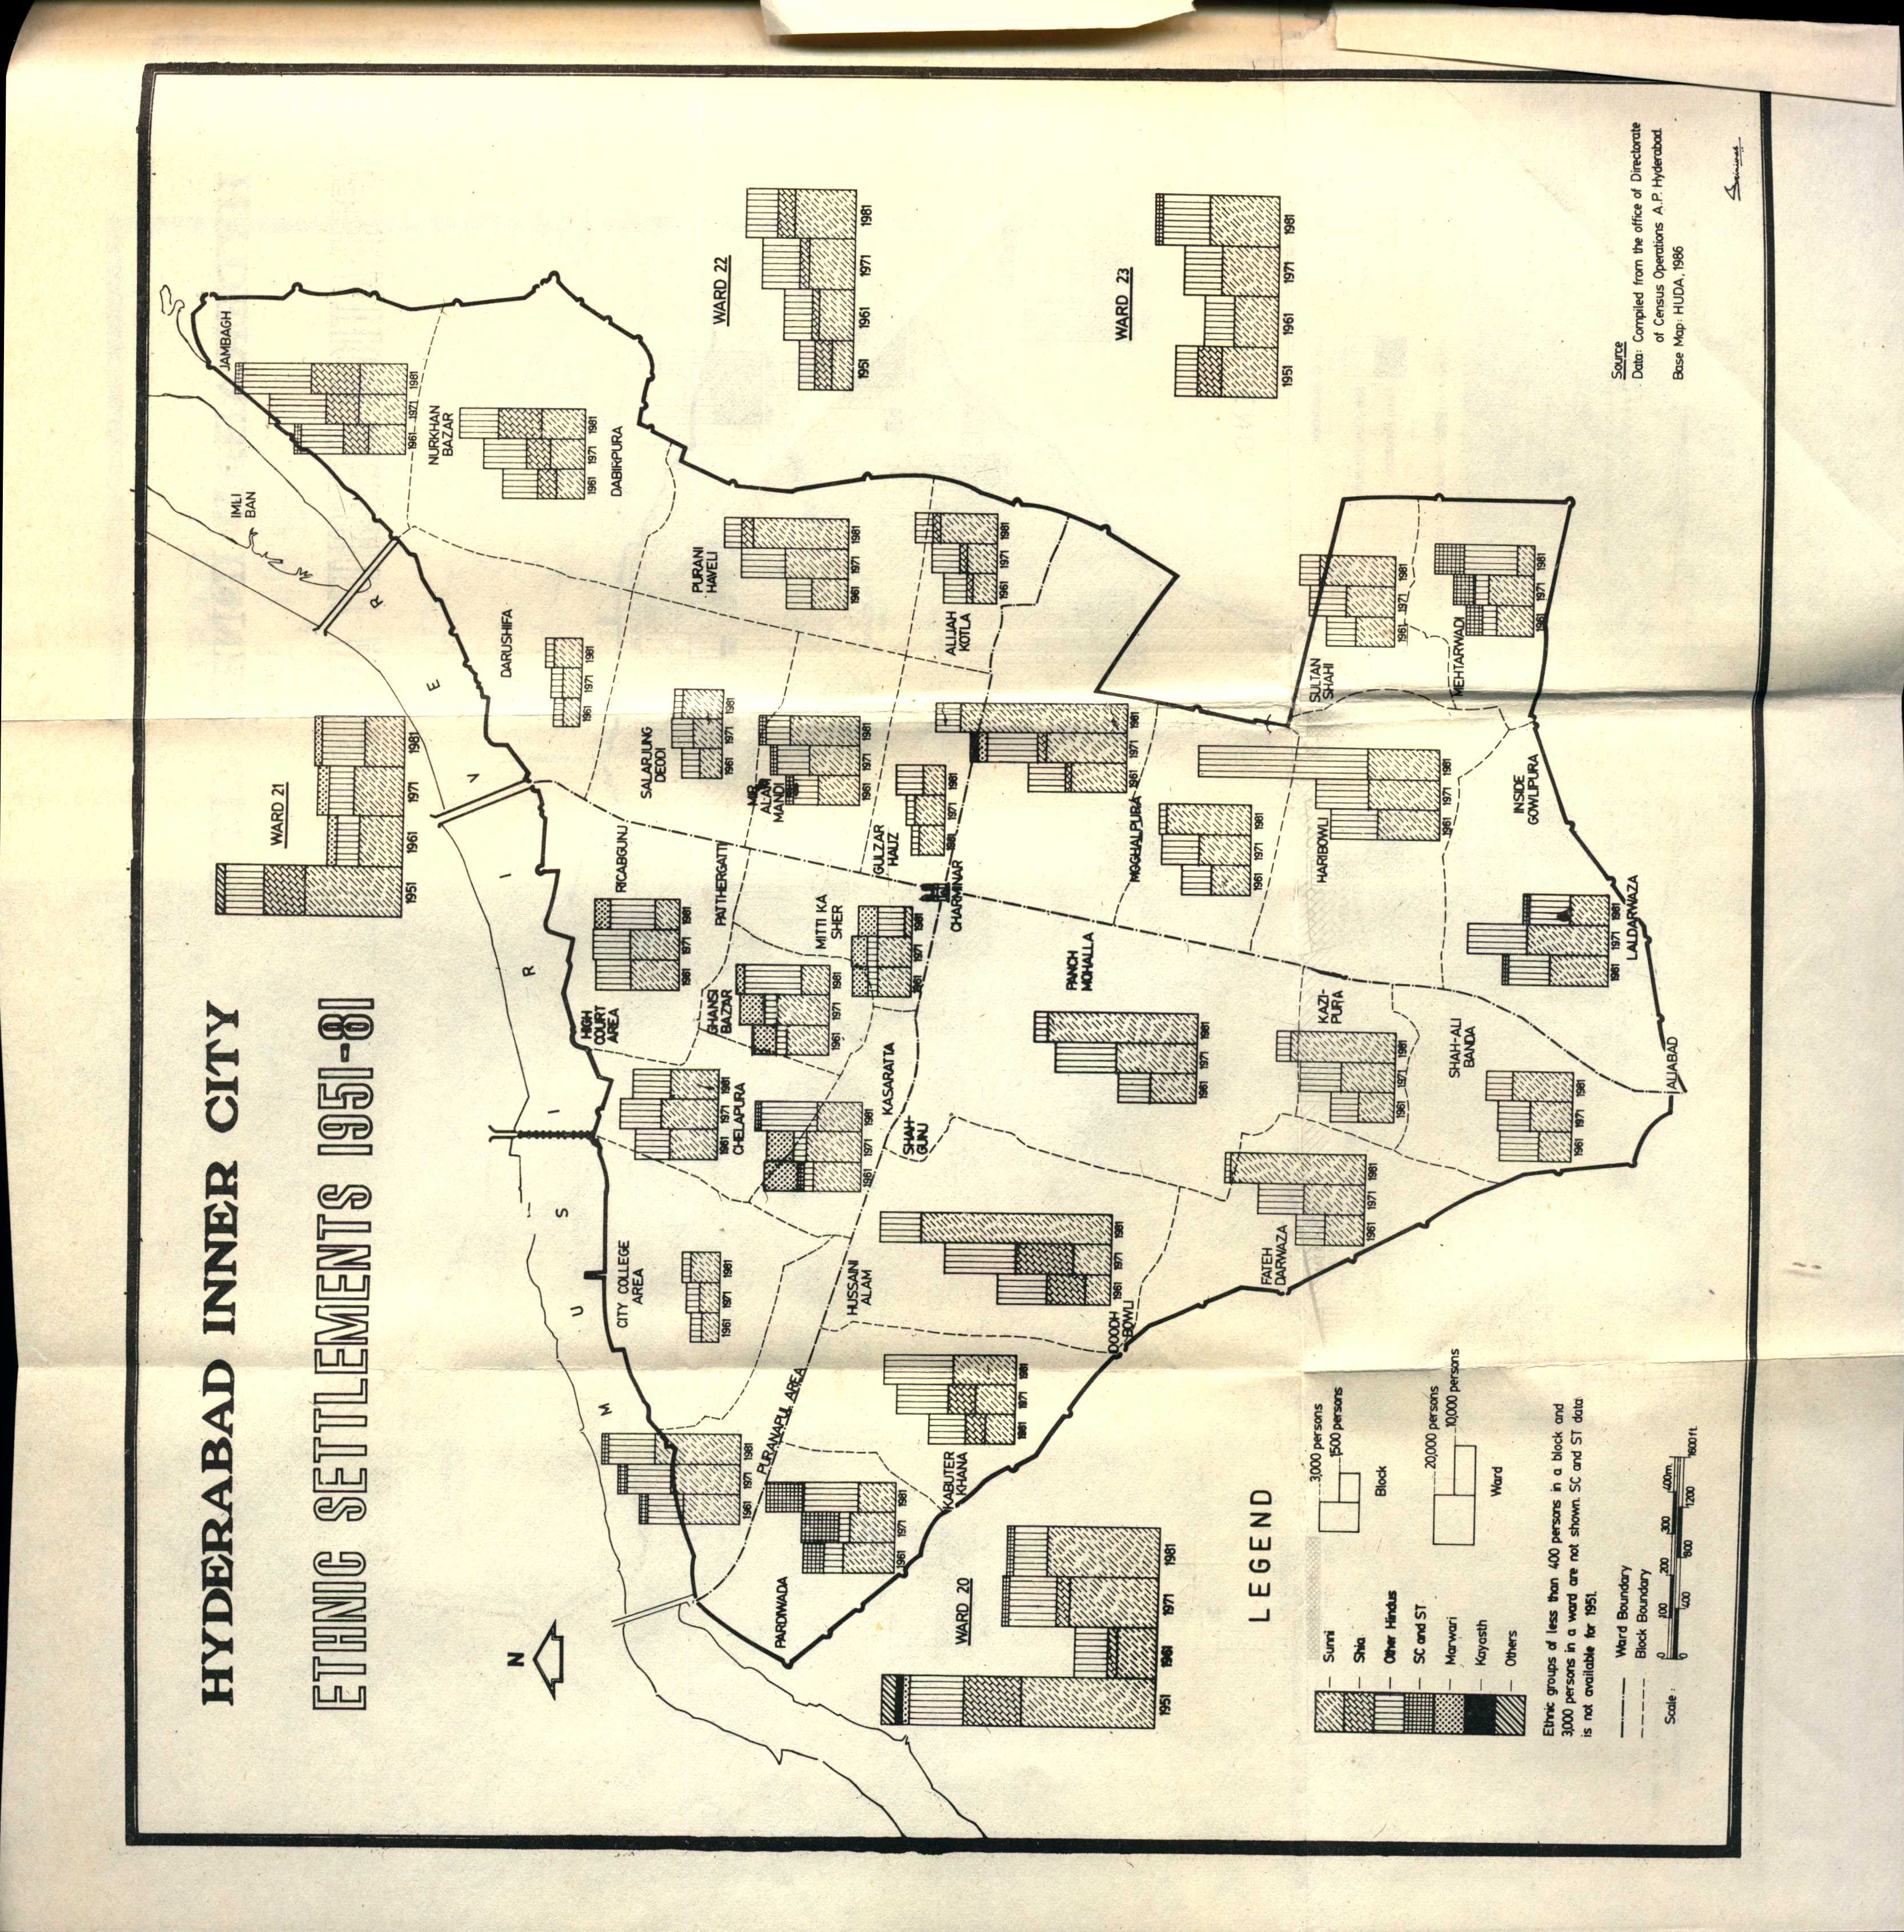 HYDERABAD INNER CITY
ETHNIC SETTLEMENTS 1951-81
WARD 21
1951 1961 1971 1981
IMLI
BAN
JAMBAGH
1961 1971 1981
NURKHAN
BAZAR
1961 1971 1981
DABIRPURA
DARUSHIFA
1961 1971 1981
N
M U S I R I V E R
HIGH
COURT
AREA
CITY COLLEGE
AREA
1961 1971 1981
RICABGUNJ
1961 1971 1981
SALARJUNG
DEODI
1961 1971 1981
1961 1971 1981
CHELAPURA
1961 1971 1981
GHANSI
BAZAR
1961 1971 1981
PATTHERGATTI
PURANI
HAVELI
1961 1971 1981
WARD 22
1951 1961 1971 1981
MIR
ALAM
MANDI
1961 1971 1981
PARDIWADA
1961 1971 1981
PURANAPUL AREA
MITTI KA
SHER
1961 1971 1981
HUSSAINI
ALAM
1961 1971 1981
1961 1971 1981
KASARATTA
GULZAR
HAUZ
1961 1971 1981
SHAH-
GUNJ
CHARMINAR
KABUTER
KHANA
1961 1971 1981
ALIJAH
KOTLA
1961 1971 1981
WARD 20
1951 1961 1971 1981
DOODH
BOWLI
PANCH
MOHALLA
1961 1971 1981
MOGHALPURA
1961 1971 1981
1961 1971 1981
WARD 23
1951 1961 1971 1981
FATEH
DARWAZA
1961 1971 1981
KAZI-
PURA
1961 1971 1981
HARIBOWLI
1961 1971 1981
SULTAN
SHAHI
1961 1971 1981
MEHTARWADI
1961 1971 1981
SHAH-ALI
BANDA
1961 1971 1981
INSIDE
GOWLIPURA
1961 1971 1981
LALDARWAZA
ALIABAD
LEGEND
Sunni
Shia
Other Hindus
SC and ST
Marwari
Kayasth
Others
3,000 persons
1500 persons
Block
20,000 persons
10,000 persons
Ward
Ethnic groups of less than 400 persons in a block and
3,000 persons in a ward are not shown. SC and ST data
is not available for 1951.
Ward Boundary
Block Boundary
Scale :
0 100 200 300 400m.
0 400 800 1200 1600 ft.
Source
Data: Compiled from the office of Directorate
of Census Operations A.P. Hyderabad.
Base Map: HUDA, 1986
Srinivas